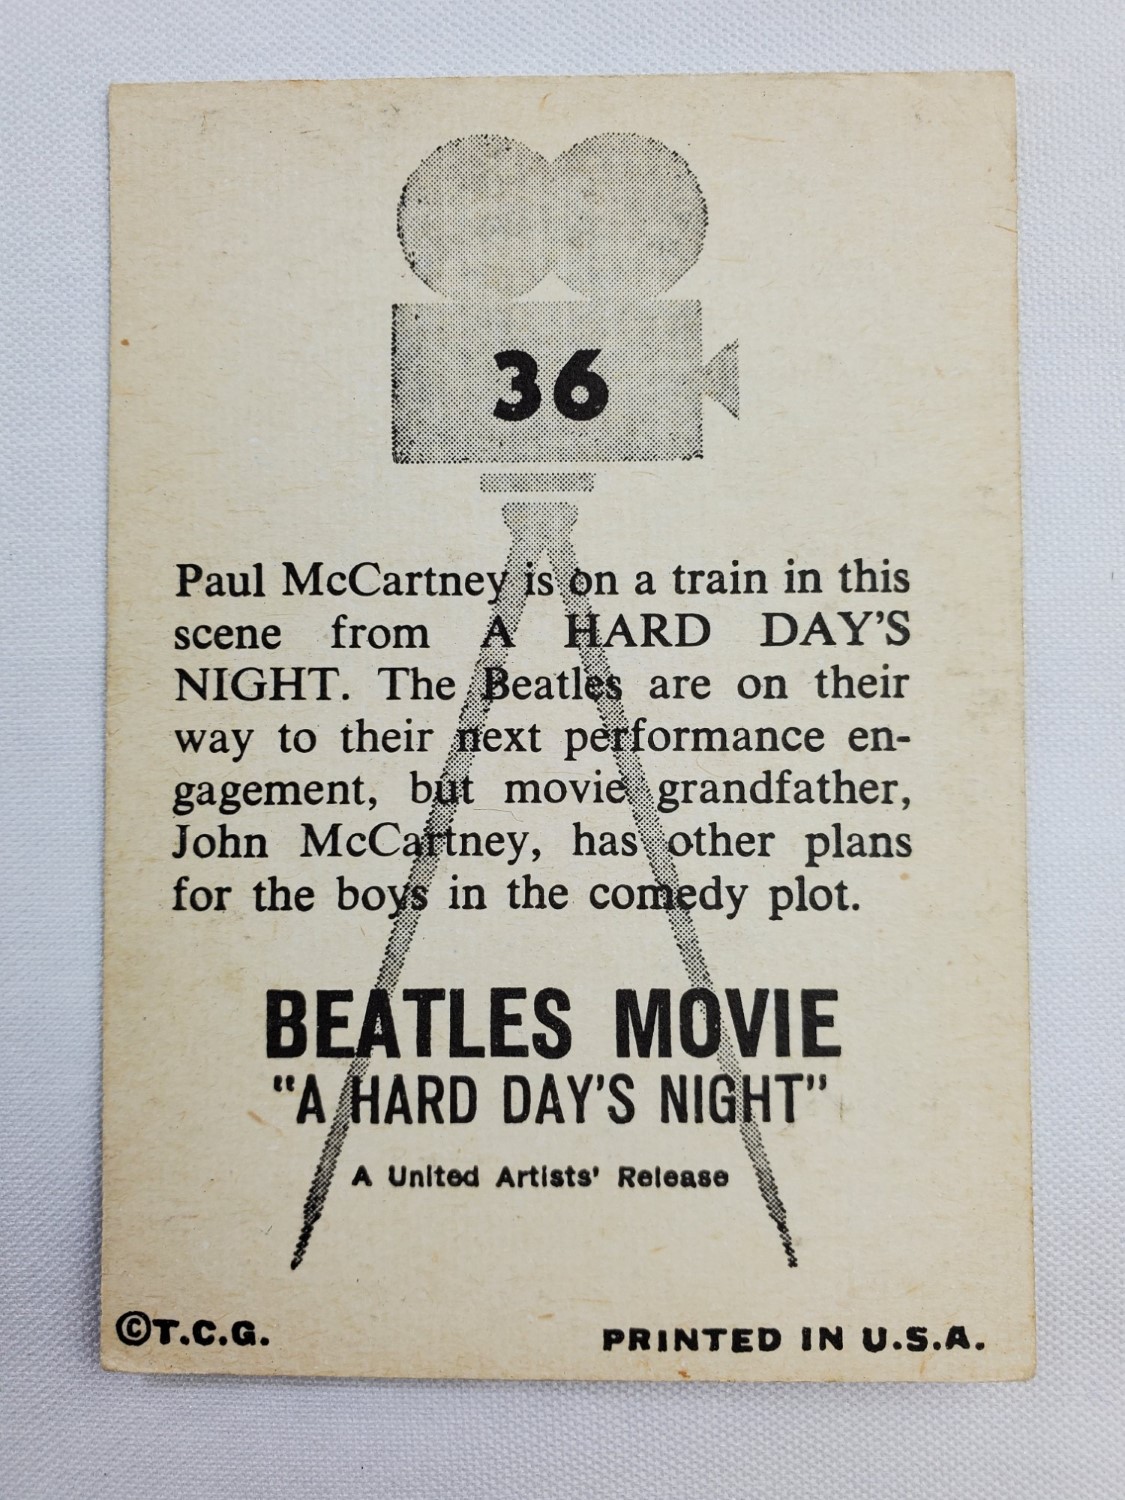 36
Paul McCartney is on a train in this
scene from A HARD DAY'S
NIGHT. The Beatles are on their
way to their next performance en-
gagement, but movie grandfather,
John McCartney, has other plans
for the boys in the comedy plot.
BEATLES MOVIE
"A HARD DAY'S NIGHT"
A United Artists' Release
©T.C.G.
PRINTED IN U.S.A.